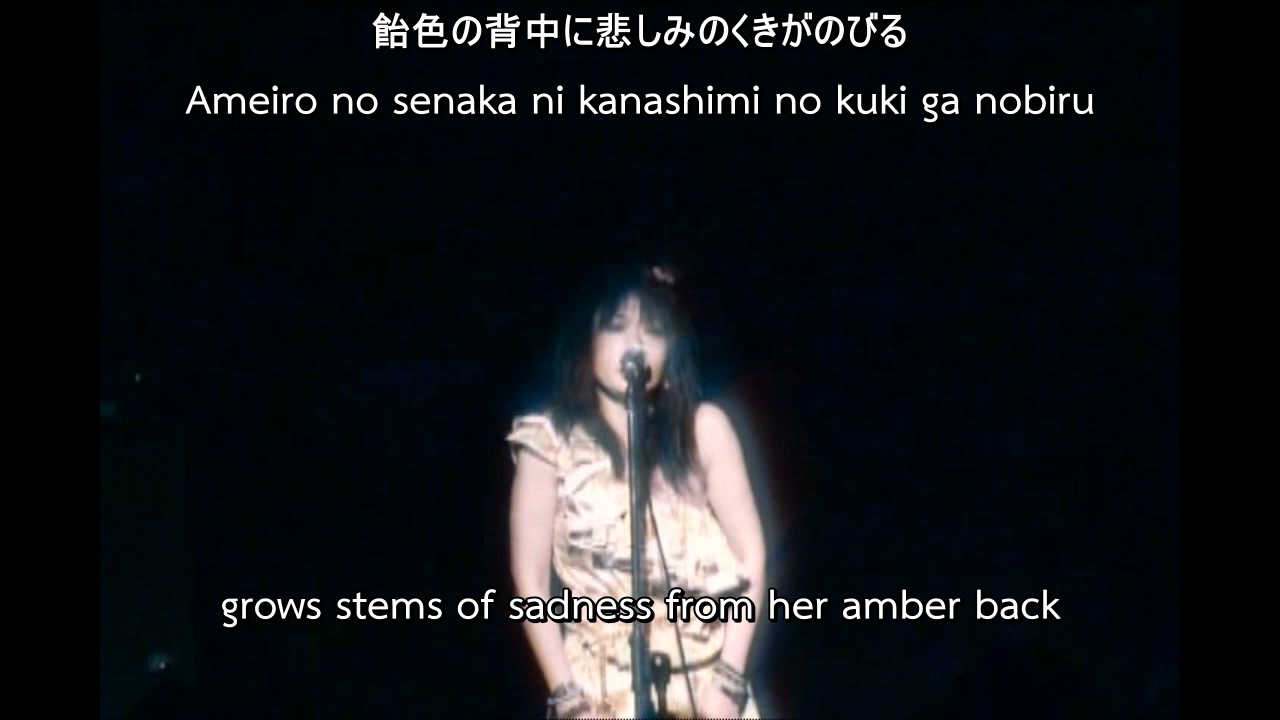 飴色の背中に悲しみのくきがのびる
Ameiro no senaka ni kanashimi no kuki ga nobiru
grows stems of sadness from her amber back